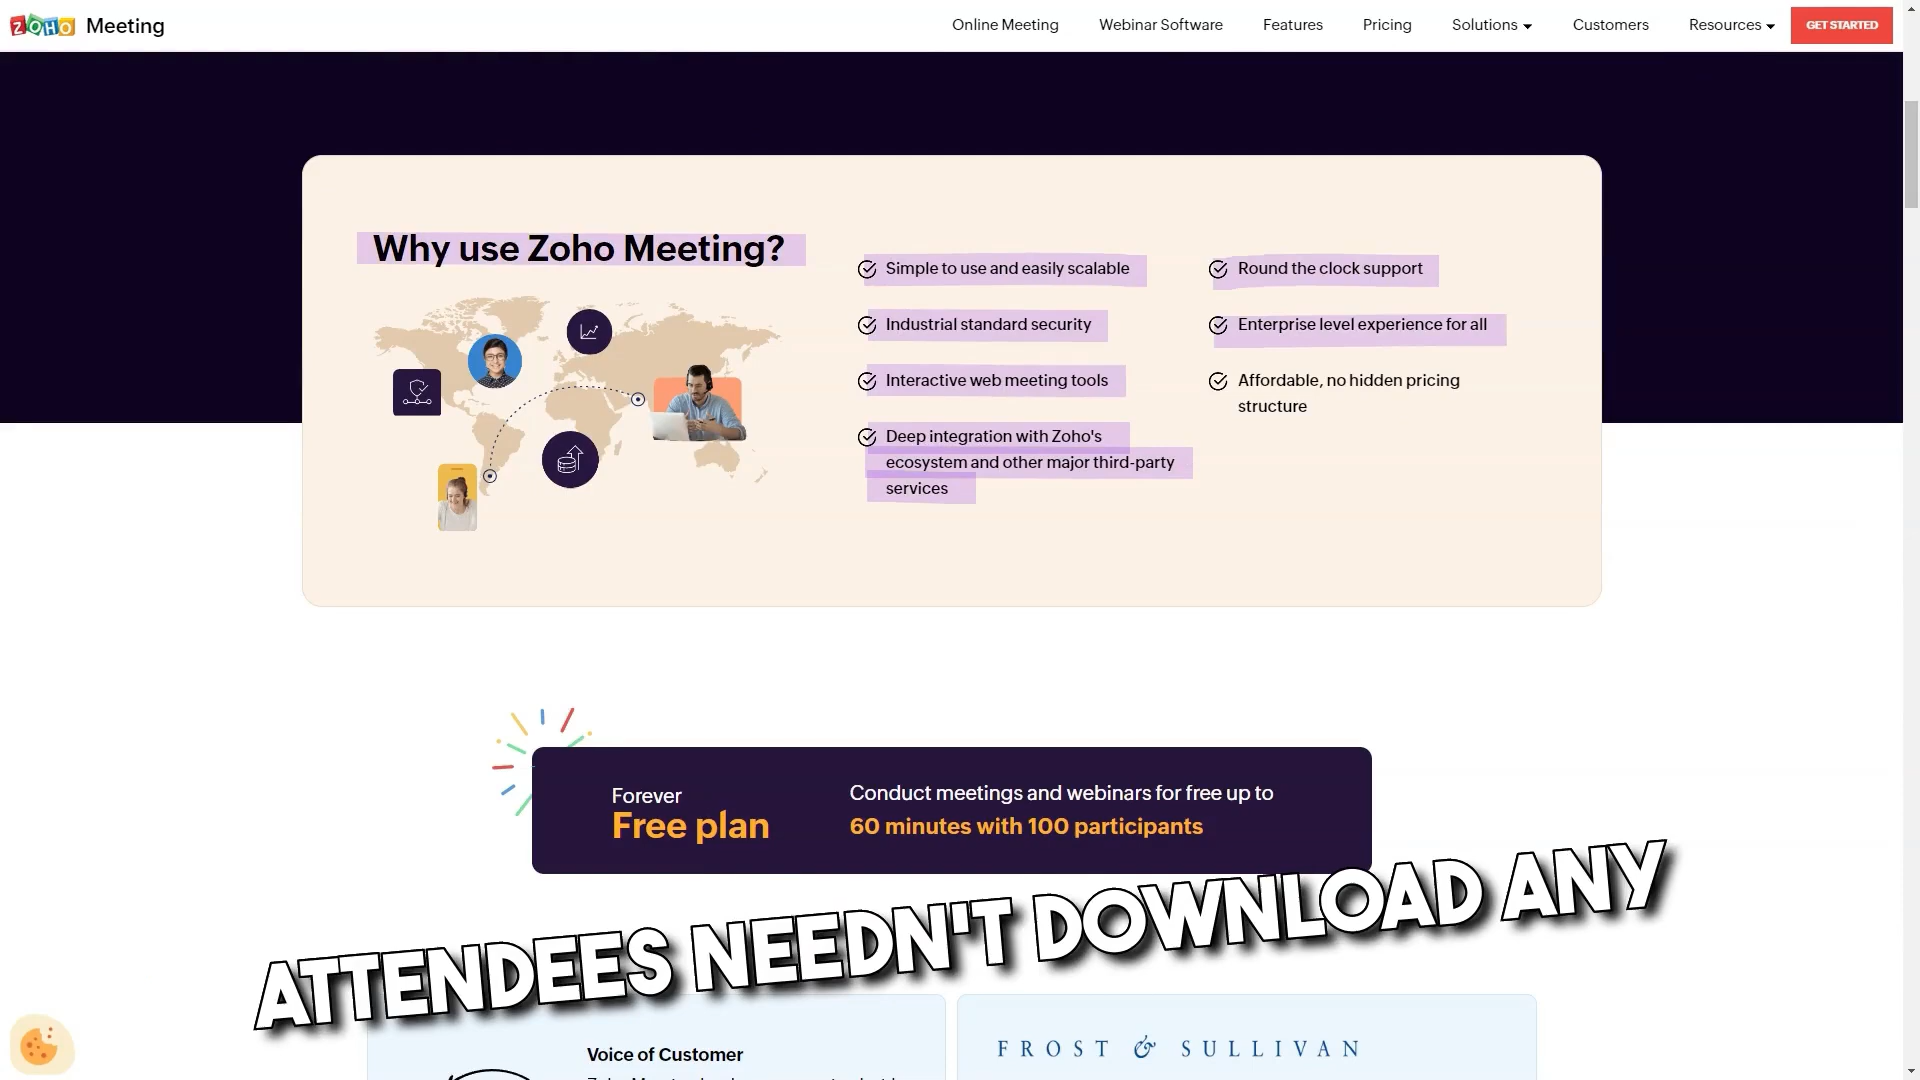 ZOHO Meeting
Online Meeting
Webinar Software
Features
Pricing
Solutions
Customers
Resources
GET STARTED
Why use Zoho Meeting?
Simple to use and easily scalable
Industrial standard security
Interactive web meeting tools
Deep integration with Zoho's
ecosystem and other major third-party
services
Round the clock support
Enterprise level experience for all
Affordable, no hidden pricing
structure
Forever
Free plan
Conduct meetings and webinars for free up to
60 minutes with 100 participants
ATTENDEES NEEDN'T DOWNLOAD ANY
Voice of Customer
FROST & SULLIVAN